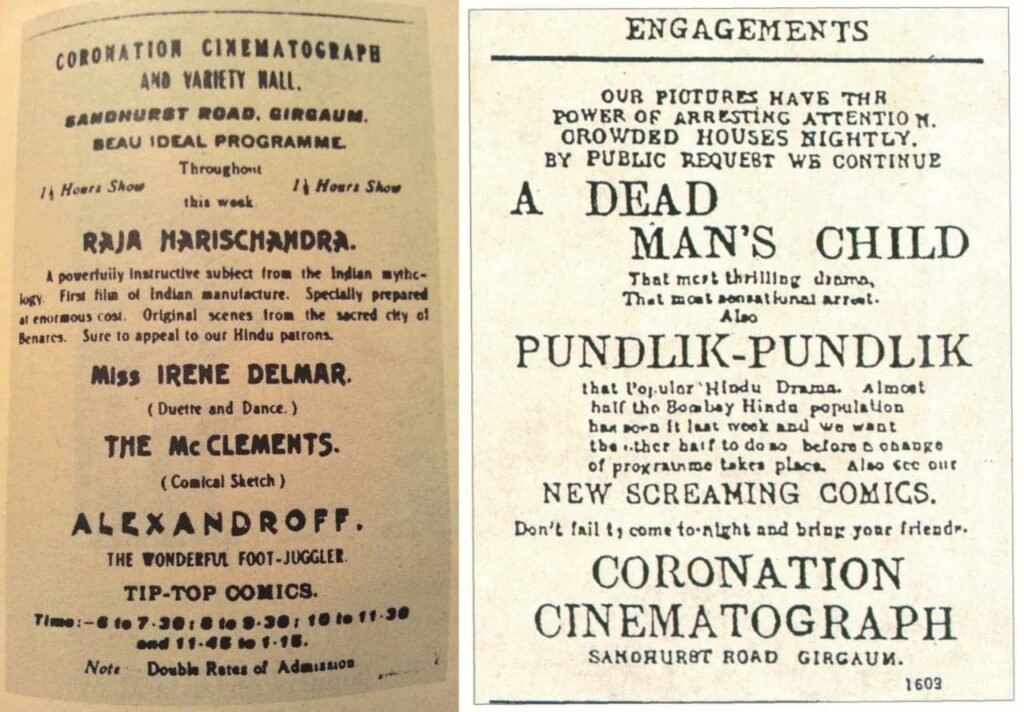 CORONATION CINEMATOGRAPH
AND VARIETY HALL.
SANDHURST ROAD, GIRGAUM.
BEAU IDEAL PROGRAMME.
Throughout
1½ Hours Show 1½ Hours Show
this week
RAJA HARISCHANDRA.
A powerfully instructive subject from the Indian mytho-
logy. First film of Indian manufacture. Specially prepared
at enormous cost. Original scenes from the sacred city of
Benares. Sure to appeal to our Hindu patrons.
Miss IRENE DELMAR.
(Duette and Dance.)
THE McCLEMENTS.
(Comical Sketch)
ALEXANDROFF.
THE WONDERFUL FOOT-JUGGLER.
TIP-TOP COMICS.
Time:-6 to 7-30; 8 to 9-30; 10 to 11-30
and 11-45 to 1-15.
Note Double Rates of Admission
ENGAGEMENTS
OUR PICTURES HAVE THR
POWER OF ARRESTING ATTENTION.
CROWDED HOUSES NIGHTLY.
BY PUBLIC REQUEST WE CONTINUE
A DEAD
MAN'S CHILD
That most thrilling drama,
That most sensational arrest.
Also
PUNDLIK-PUNDLIK
that Popular Hindu Drama. Almost
half the Bombay Hindu population
has seen it last week and we want
the other half to do so before a change
of programme takes place. Also see our
NEW SCREAMING COMICS.
Don't fail to come to-night and bring your friends.
CORONATION
CINEMATOGRAPH
SANDHURST ROAD GIRGAUM.
1603